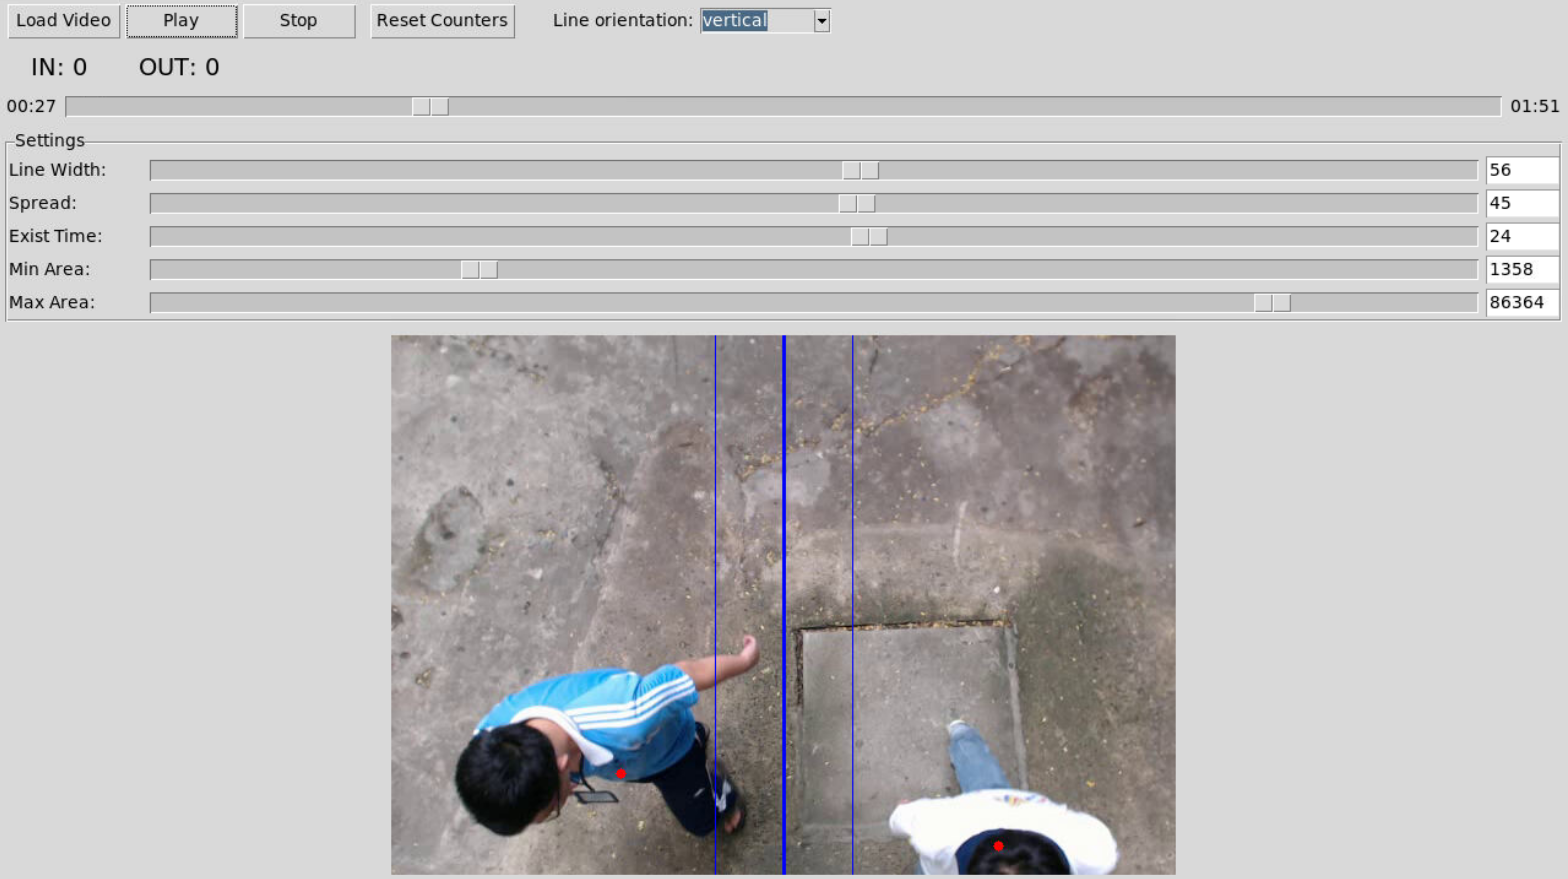 Load Video Play Stop Reset Counters Line orientation: vertical
IN: 0 OUT: 0
00:27 01:51
Settings
Line Width: 56
Spread: 45
Exist Time: 24
Min Area: 1358
Max Area: 86364